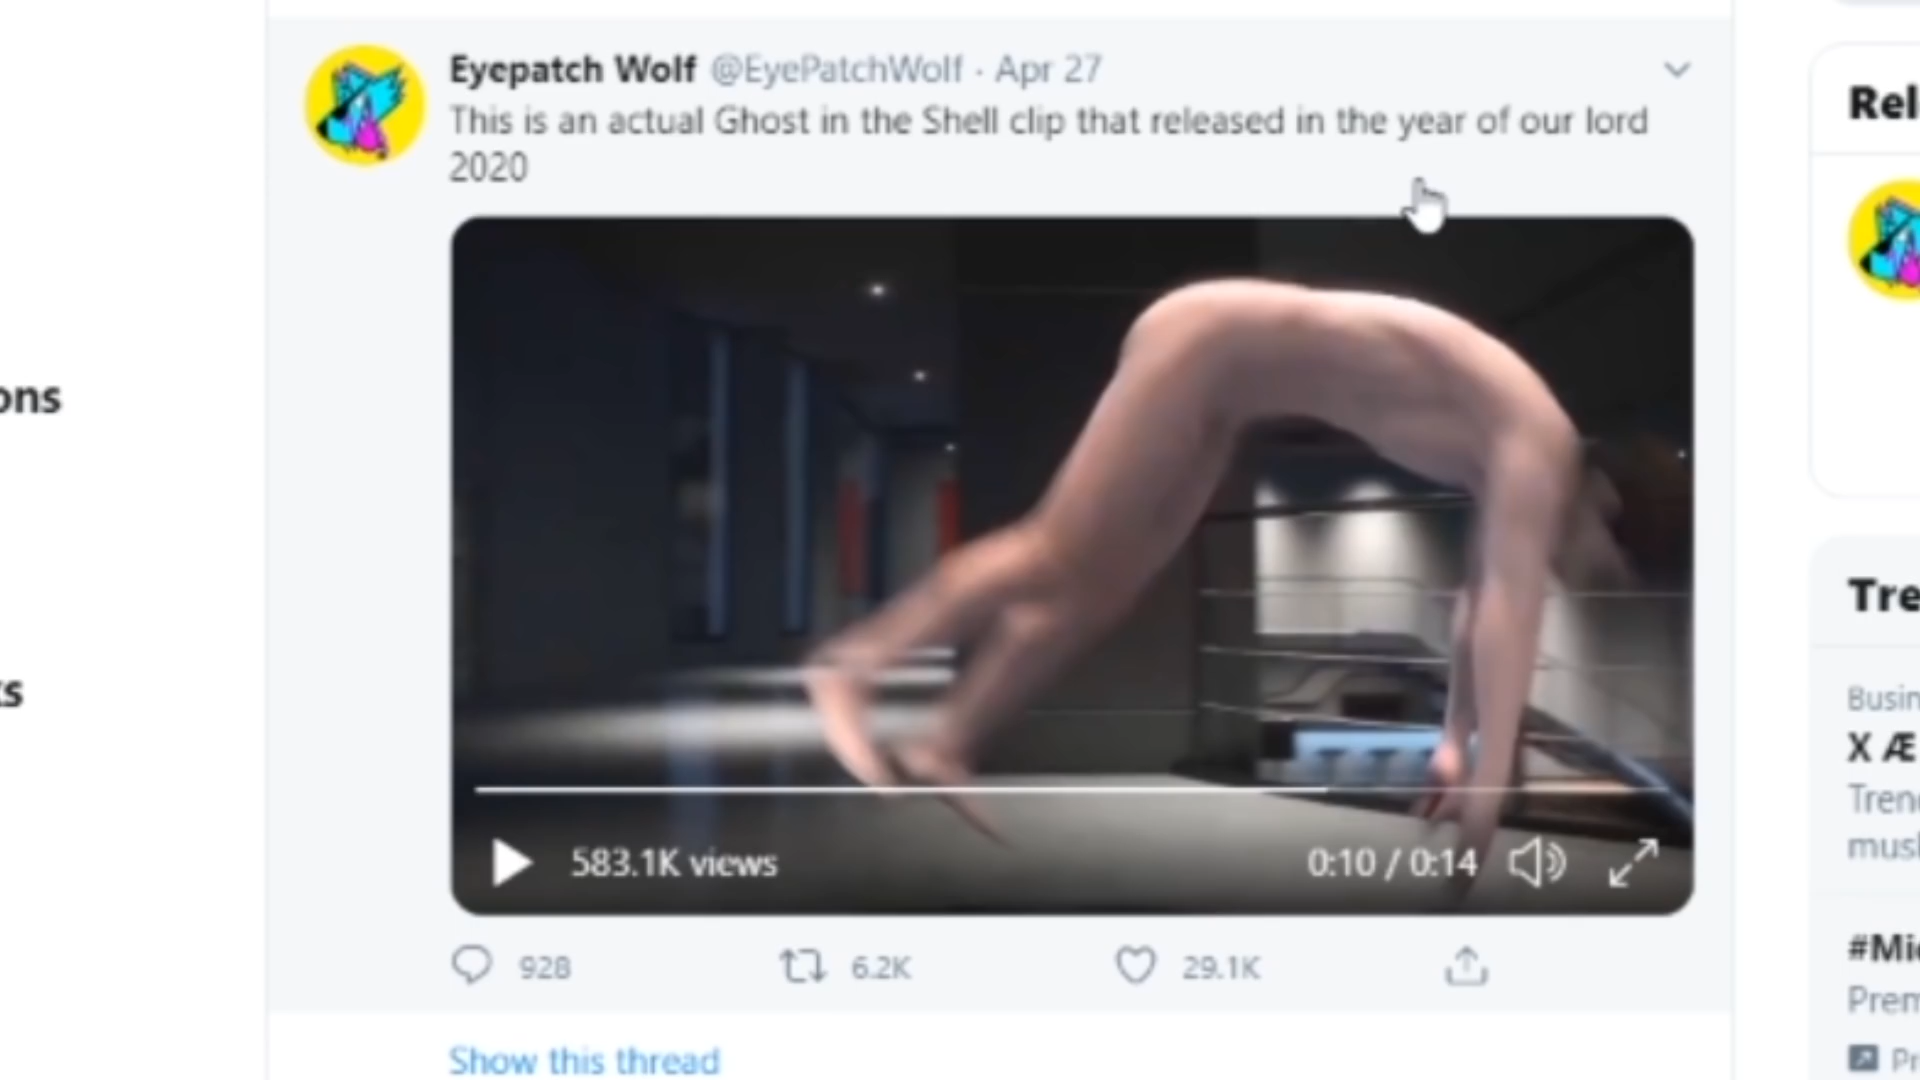 Eyepatch Wolf @EyePatchWolf · Apr 27
This is an actual Ghost in the Shell clip that released in the year of our lord
2020
583.1K views
0:10 / 0:14
928
6.2K
29.1K
Show this thread
ons
ks
Rel
Tre
Busin
X Æ
Tren
musl
#Mi
Prem
Pr